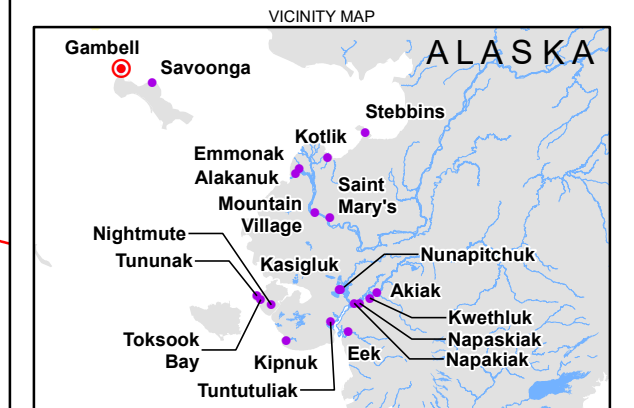 VICINITY MAP
ALASKA
Gambell
Savoonga
Stebbins
Kotlik
Emmonak
Alakanuk
Saint
Mary's
Mountain
Village
Nightmute
Tununak
Kasigluk
Nunapitchuk
Akiak
Kwethluk
Napaskiak
Napakiak
Toksook
Bay
Kipnuk
Eek
Tuntutuliak